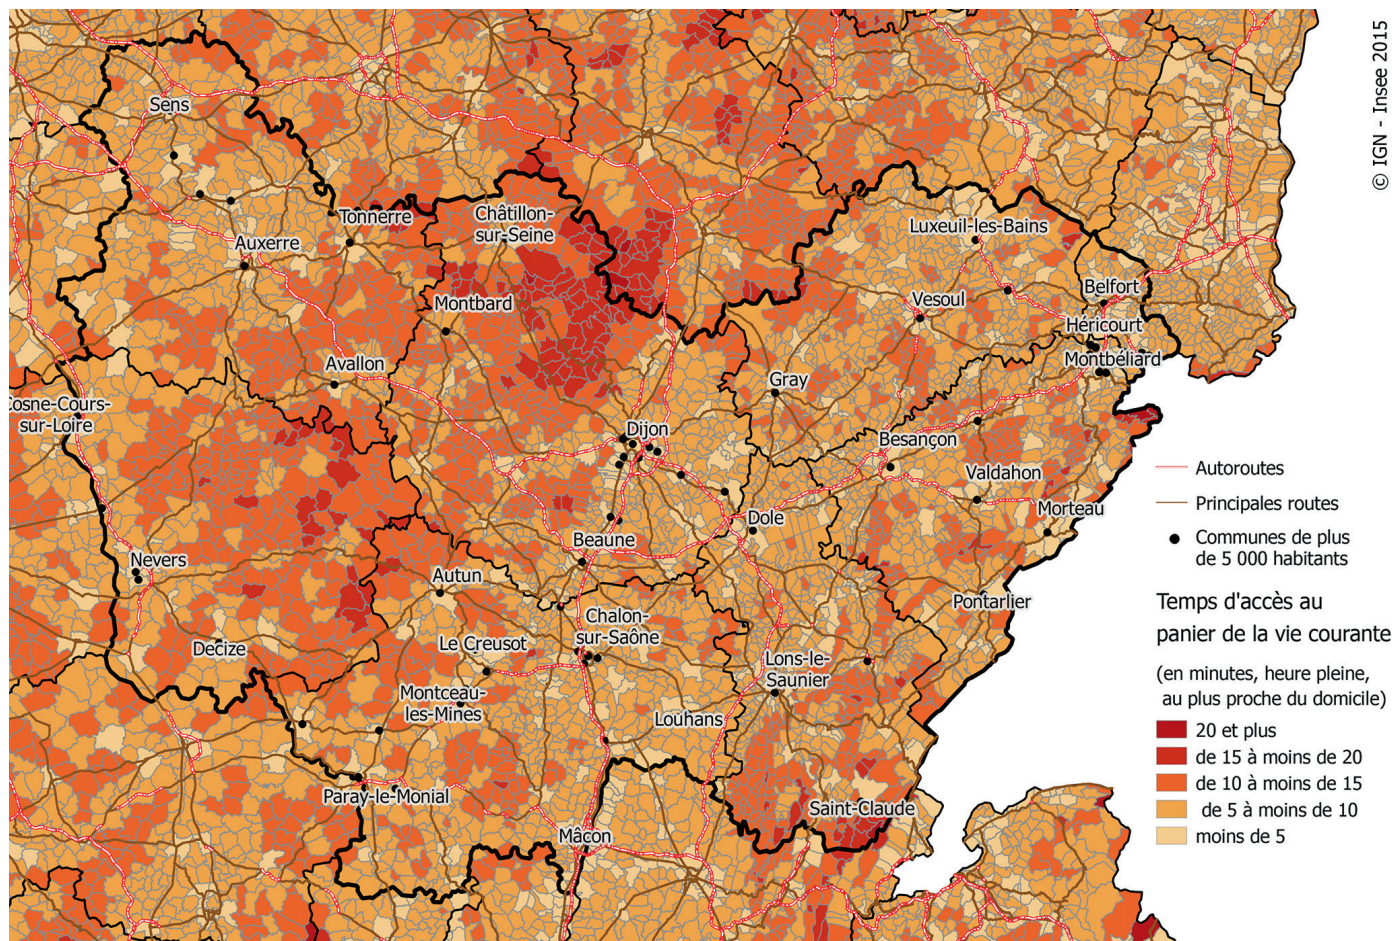 © IGN - Insee 2015
Sens
Tonnerre
Châtillon-
sur-Seine
Auxerre
Luxeuil-les-Bains
Montbard
Vesoul
Belfort
Héricourt
Montbéliard
Avallon
Gray
Cosne-Cours-
sur-Loire
Dijon
Besançon
Valdahon
Morteau
Dole
Beaune
Nevers
Autun
Pontarlier
Chalon-
sur-Saône
Decize
Le Creusot
Lons-le-
Saunier
Montceau-
les-Mines
Louhans
Paray-le-Monial
Saint-Claude
Mâcon
Autoroutes
Principales routes
Communes de plus
de 5 000 habitants
Temps d'accès au
panier de la vie courante
(en minutes, heure pleine,
au plus proche du domicile)
20 et plus
de 15 à moins de 20
de 10 à moins de 15
de 5 à moins de 10
moins de 5